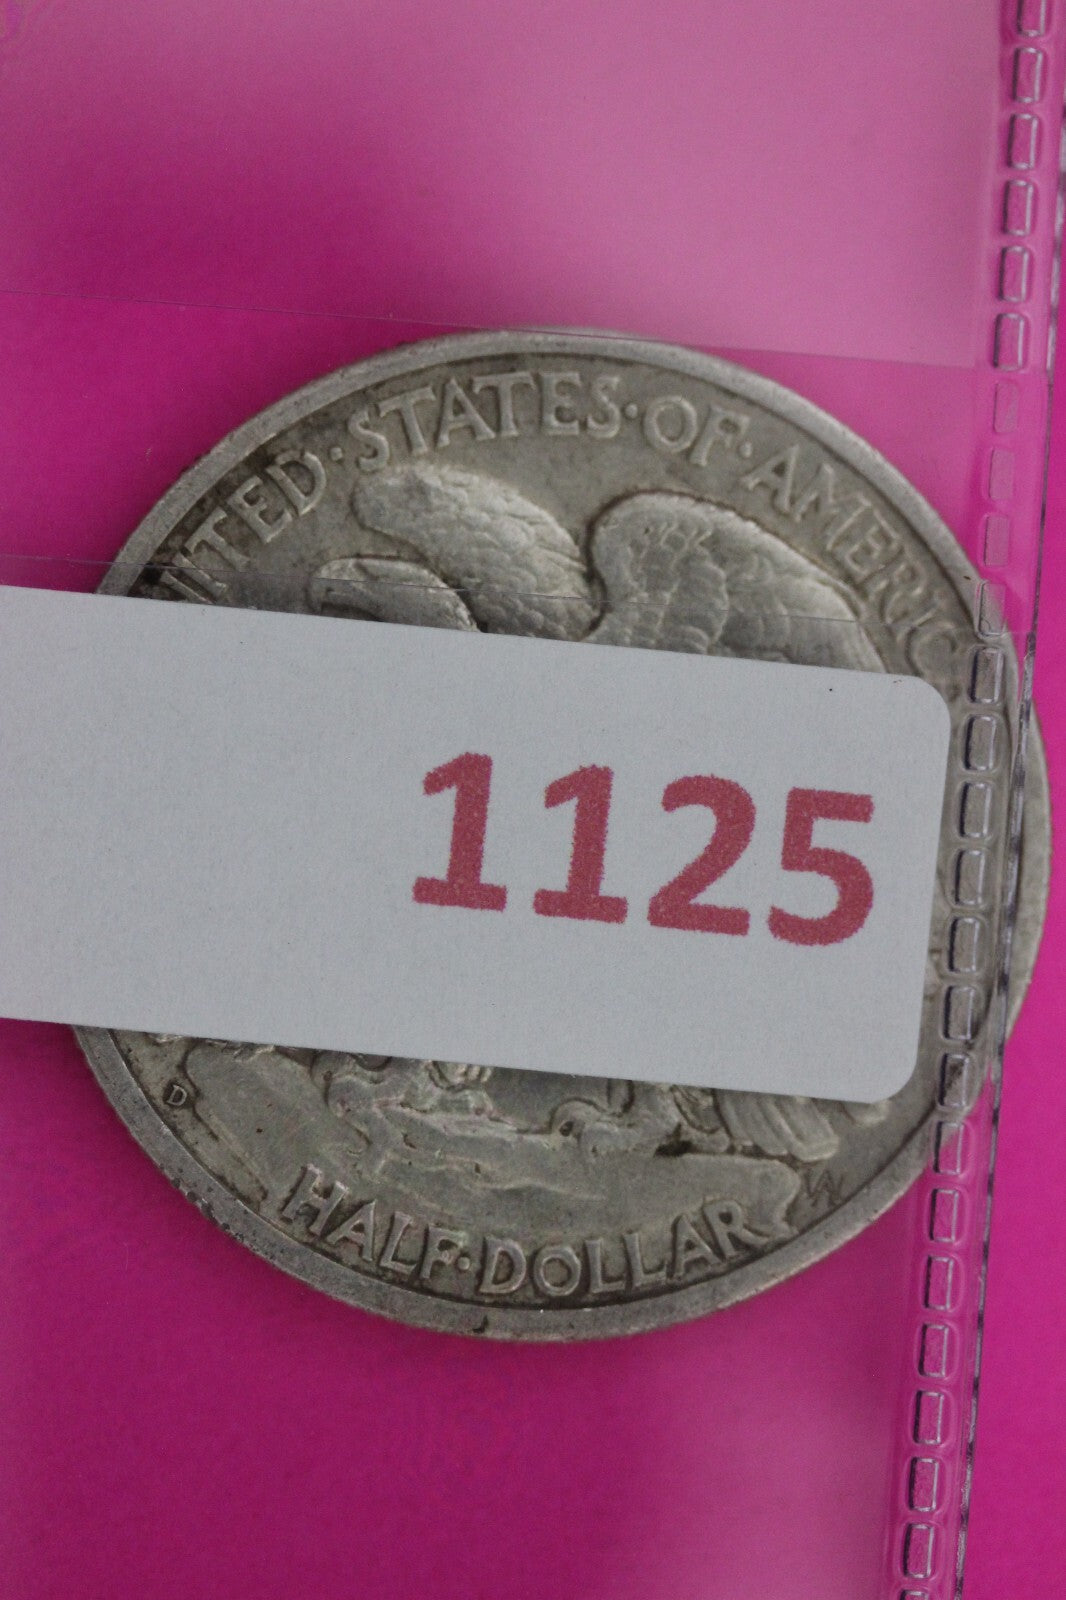 UNITED·STATES·OF·AMERICA
1125
D
HALF·DOLLAR